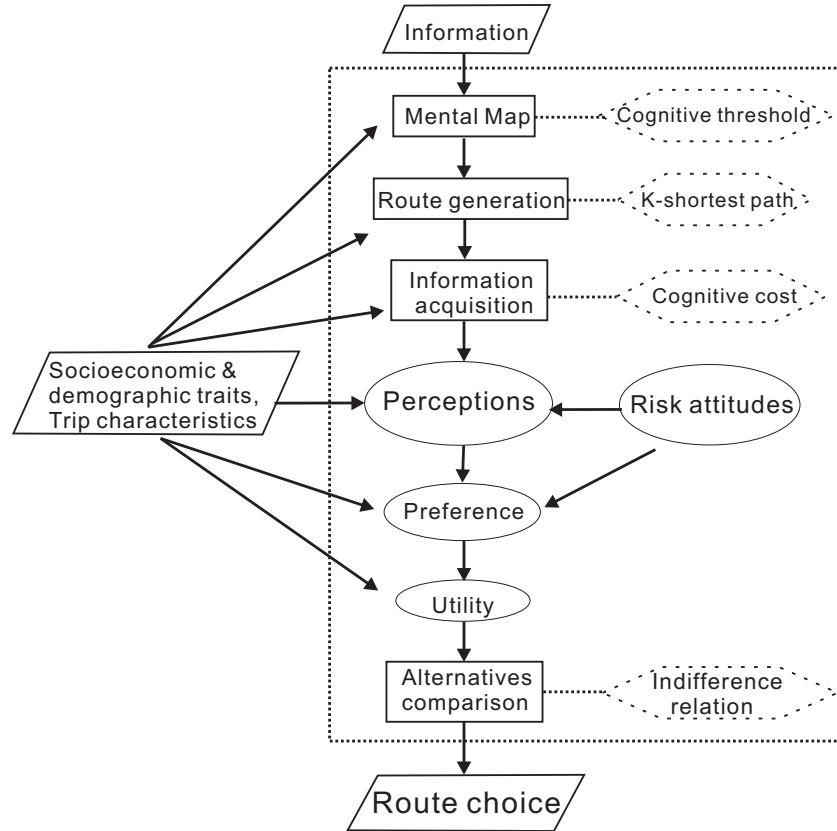 Information
Mental Map
Cognitive threshold
Route generation
K-shortest path
Information
acquisition
Cognitive cost
Socioeconomic &
demographic traits,
Trip characteristics
Perceptions
Risk attitudes
Preference
Utility
Alternatives
comparison
Indifference
relation
Route choice